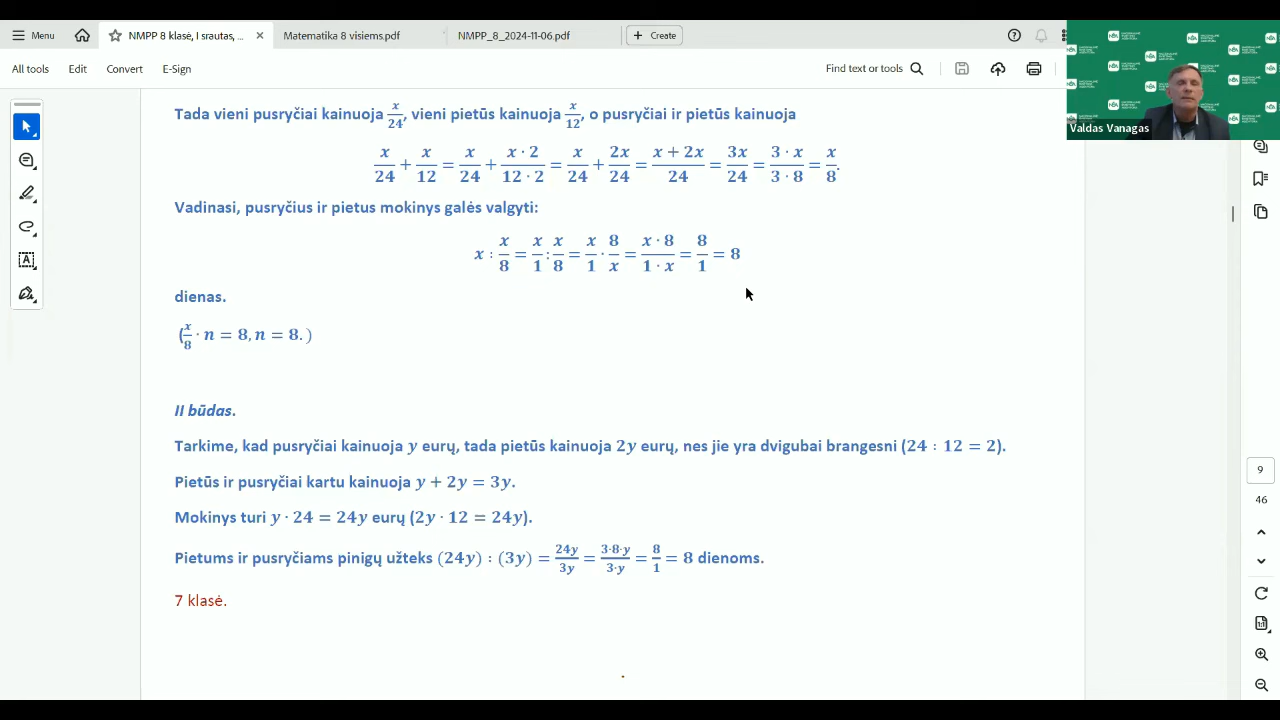 Menu
NMPP 8 klasė, I srautas, ...
Matematika 8 visiems.pdf
NMPP_8_2024-11-06.pdf
Create
All tools
Edit
Convert
E-Sign
Find text or tools
Valdas Vanagas
Tada vieni pusryčiai kainuoja x/24, vieni pietūs kainuoja x/12, o pusryčiai ir pietūs kainuoja
x/24 + x/12 = x/24 + x · 2/12 · 2 = x/24 + 2x/24 = x + 2x/24 = 3x/24 = 3 · x/3 · 8 = x/8.
Vadinasi, pusryčius ir pietus mokinys galės valgyti:
x : x/8 = x/1 : x/8 = x/1 · 8/x = x · 8/1 · x = 8/1 = 8
dienas.
(x/8 · n = 8, n = 8. )
II būdas.
Tarkime, kad pusryčiai kainuoja y eurų, tada pietūs kainuoja 2y eurų, nes jie yra dvigubai brangesni (24 : 12 = 2).
Pietūs ir pusryčiai kartu kainuoja y + 2y = 3y.
Mokinys turi y · 24 = 24y eurų (2y · 12 = 24y).
Pietums ir pusryčiams pinigų užteks (24y) : (3y) = 24y/3y = 3·8·y/3·y = 8/1 = 8 dienoms.
7 klasė.
9
46